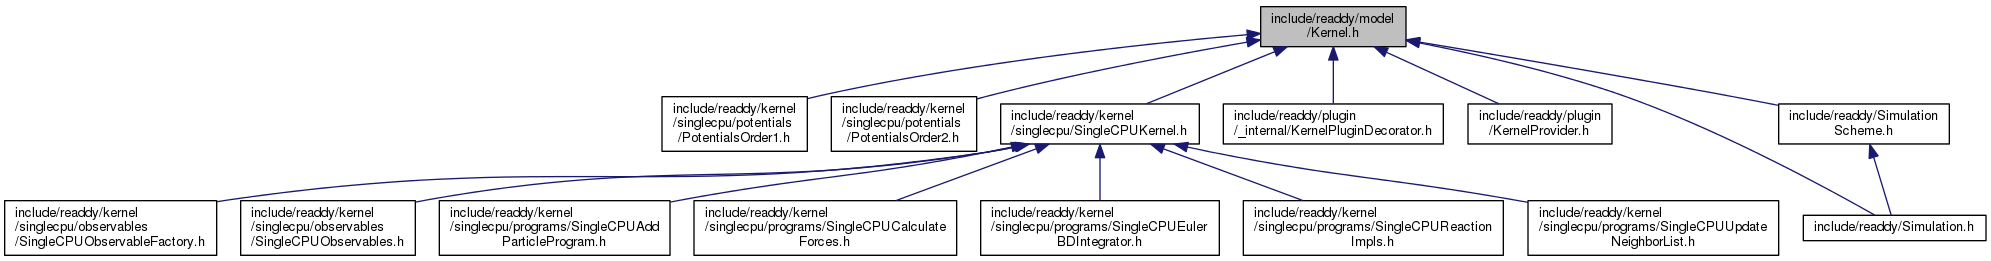 include/readdy/model
/Kernel.h
include/readdy/kernel
/singlecpu/potentials
/PotentialsOrder1.h
include/readdy/kernel
/singlecpu/potentials
/PotentialsOrder2.h
include/readdy/kernel
/singlecpu/SingleCPUKernel.h
include/readdy/plugin
/_internal/KernelPluginDecorator.h
include/readdy/plugin
/KernelProvider.h
include/readdy/Simulation
Scheme.h
include/readdy/kernel
/singlecpu/observables
/SingleCPUObservableFactory.h
include/readdy/kernel
/singlecpu/observables
/SingleCPUObservables.h
include/readdy/kernel
/singlecpu/programs/SingleCPUAdd
ParticleProgram.h
include/readdy/kernel
/singlecpu/programs/SingleCPUCalculate
Forces.h
include/readdy/kernel
/singlecpu/programs/SingleCPUEuler
BDIntegrator.h
include/readdy/kernel
/singlecpu/programs/SingleCPUReaction
Impls.h
include/readdy/kernel
/singlecpu/programs/SingleCPUUpdate
NeighborList.h
include/readdy/Simulation.h